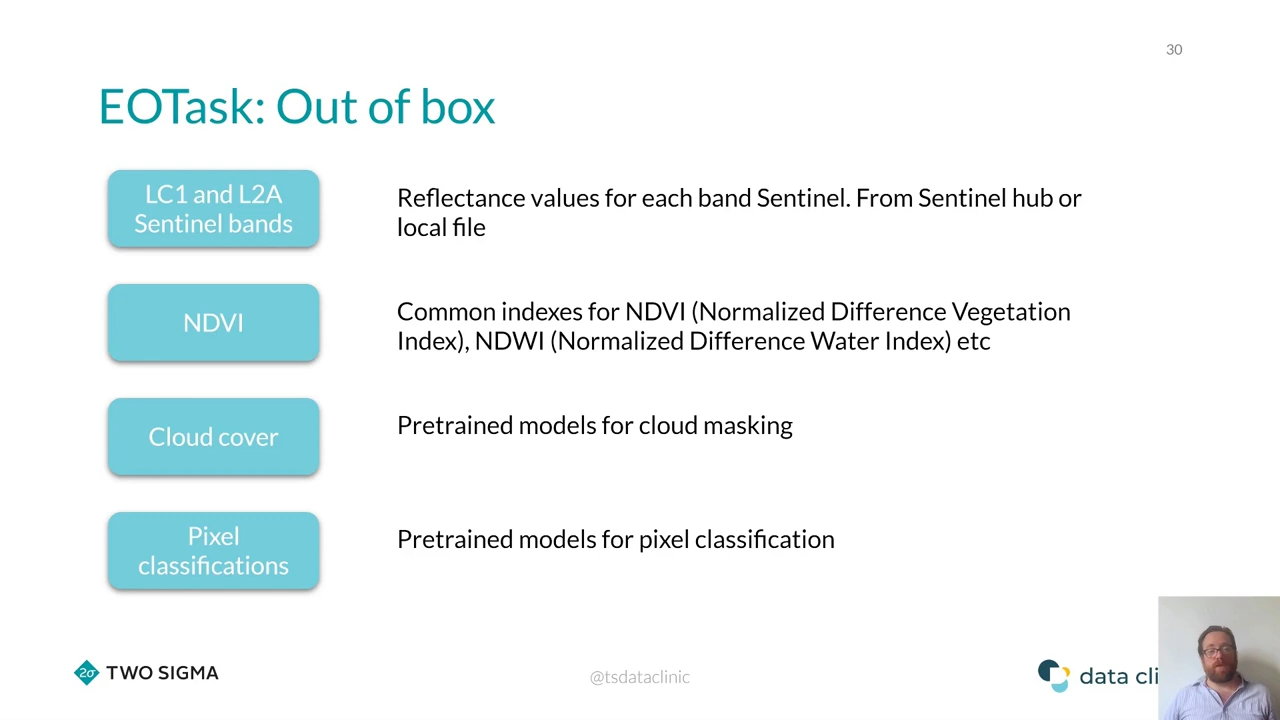 30
EOTask: Out of box
LC1 and L2A
Sentinel bands
Reflectance values for each band Sentinel. From Sentinel hub or
local file
NDVI
Common indexes for NDVI (Normalized Difference Vegetation
Index), NDWI (Normalized Difference Water Index) etc
Cloud cover
Pretrained models for cloud masking
Pixel
classifications
Pretrained models for pixel classification
2σ TWO SIGMA
@tsdataclinic
data cli